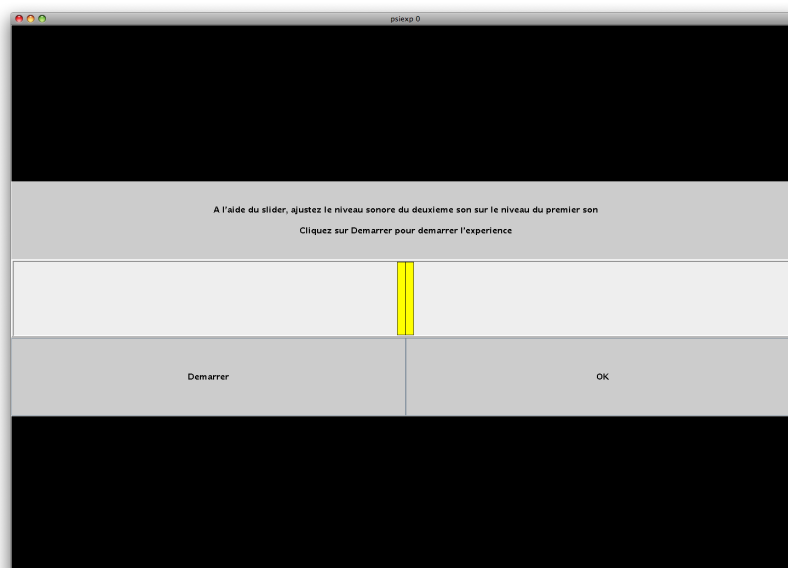 psiexp 0
A l'aide du slider, ajustez le niveau sonore du deuxieme son sur le niveau du premier son
Cliquez sur Demarrer pour demarrer l'experience
Demarrer
OK